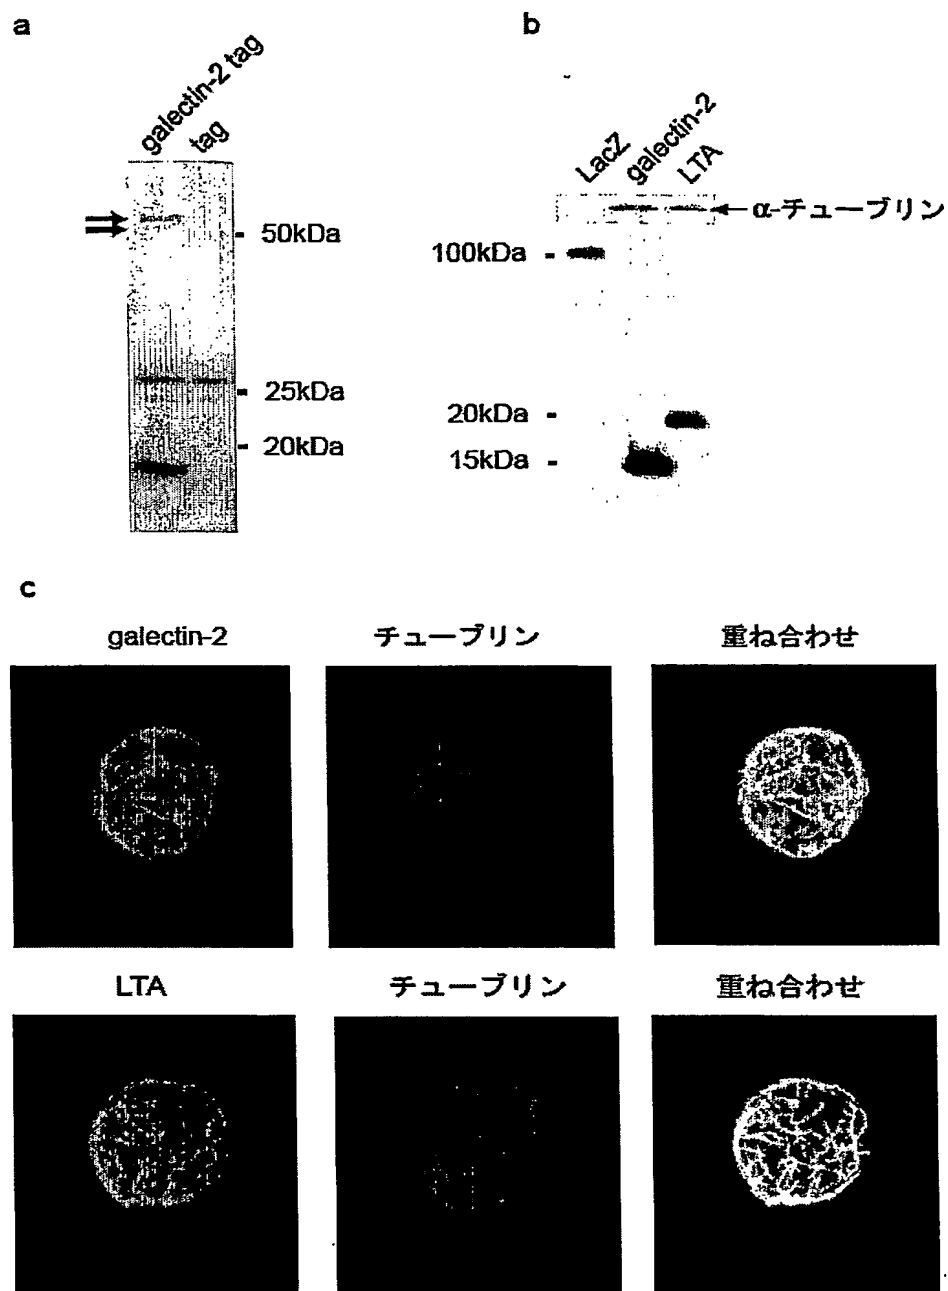 a
galectin-2 tag
tag
50kDa
25kDa
20kDa
b
LacZ
galectin-2
LTA
α-チューブリン
100kDa
20kDa
15kDa
c
galectin-2 チューブリン 重ね合わせ
LTA チューブリン 重ね合わせ